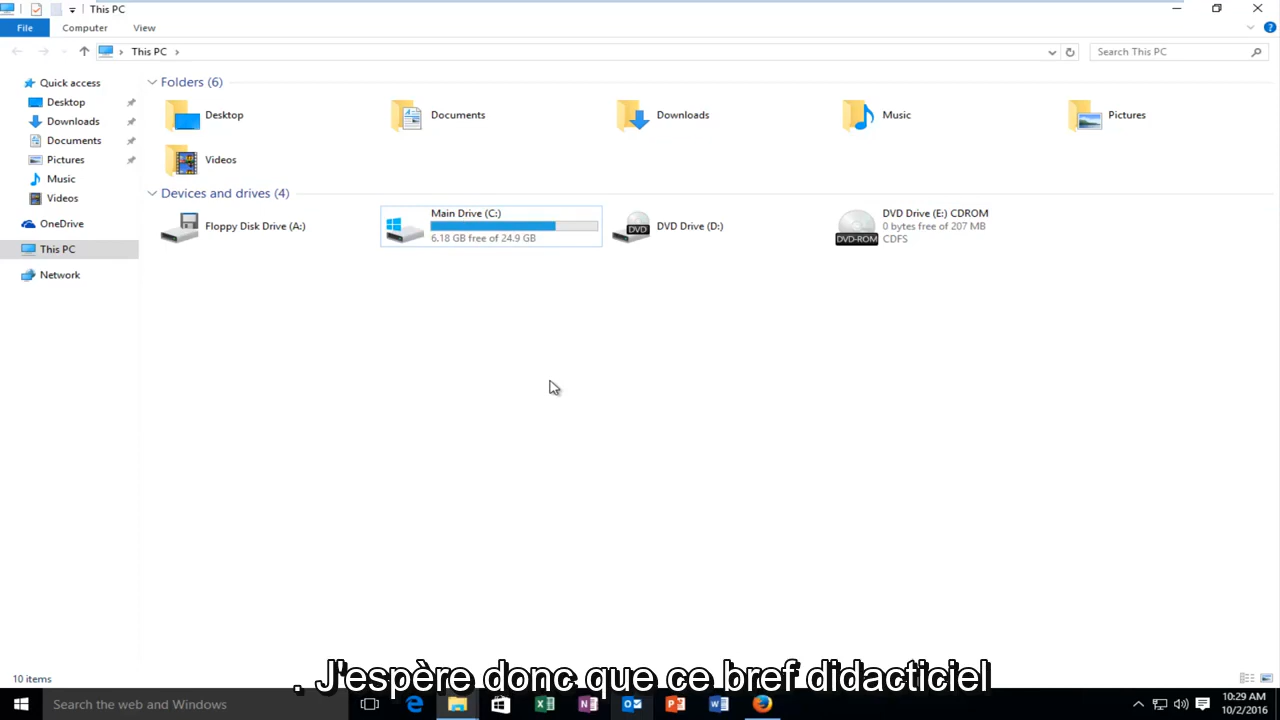 This PC
File
Computer
View
This PC
Search This PC
Quick access
Desktop
Downloads
Documents
Pictures
Music
Videos
OneDrive
This PC
Network
Folders (6)
Desktop
Documents
Downloads
Music
Pictures
Videos
Devices and drives (4)
Floppy Disk Drive (A:)
Main Drive (C:)
6.18 GB free of 24.9 GB
DVD
DVD Drive (D:)
DVD-ROM
DVD Drive (E:) CDROM
0 bytes free of 207 MB
CDFS
10 items
. J'espère donc que ce bref didacticiel
Search the web and Windows
10:29 AM
10/2/2016